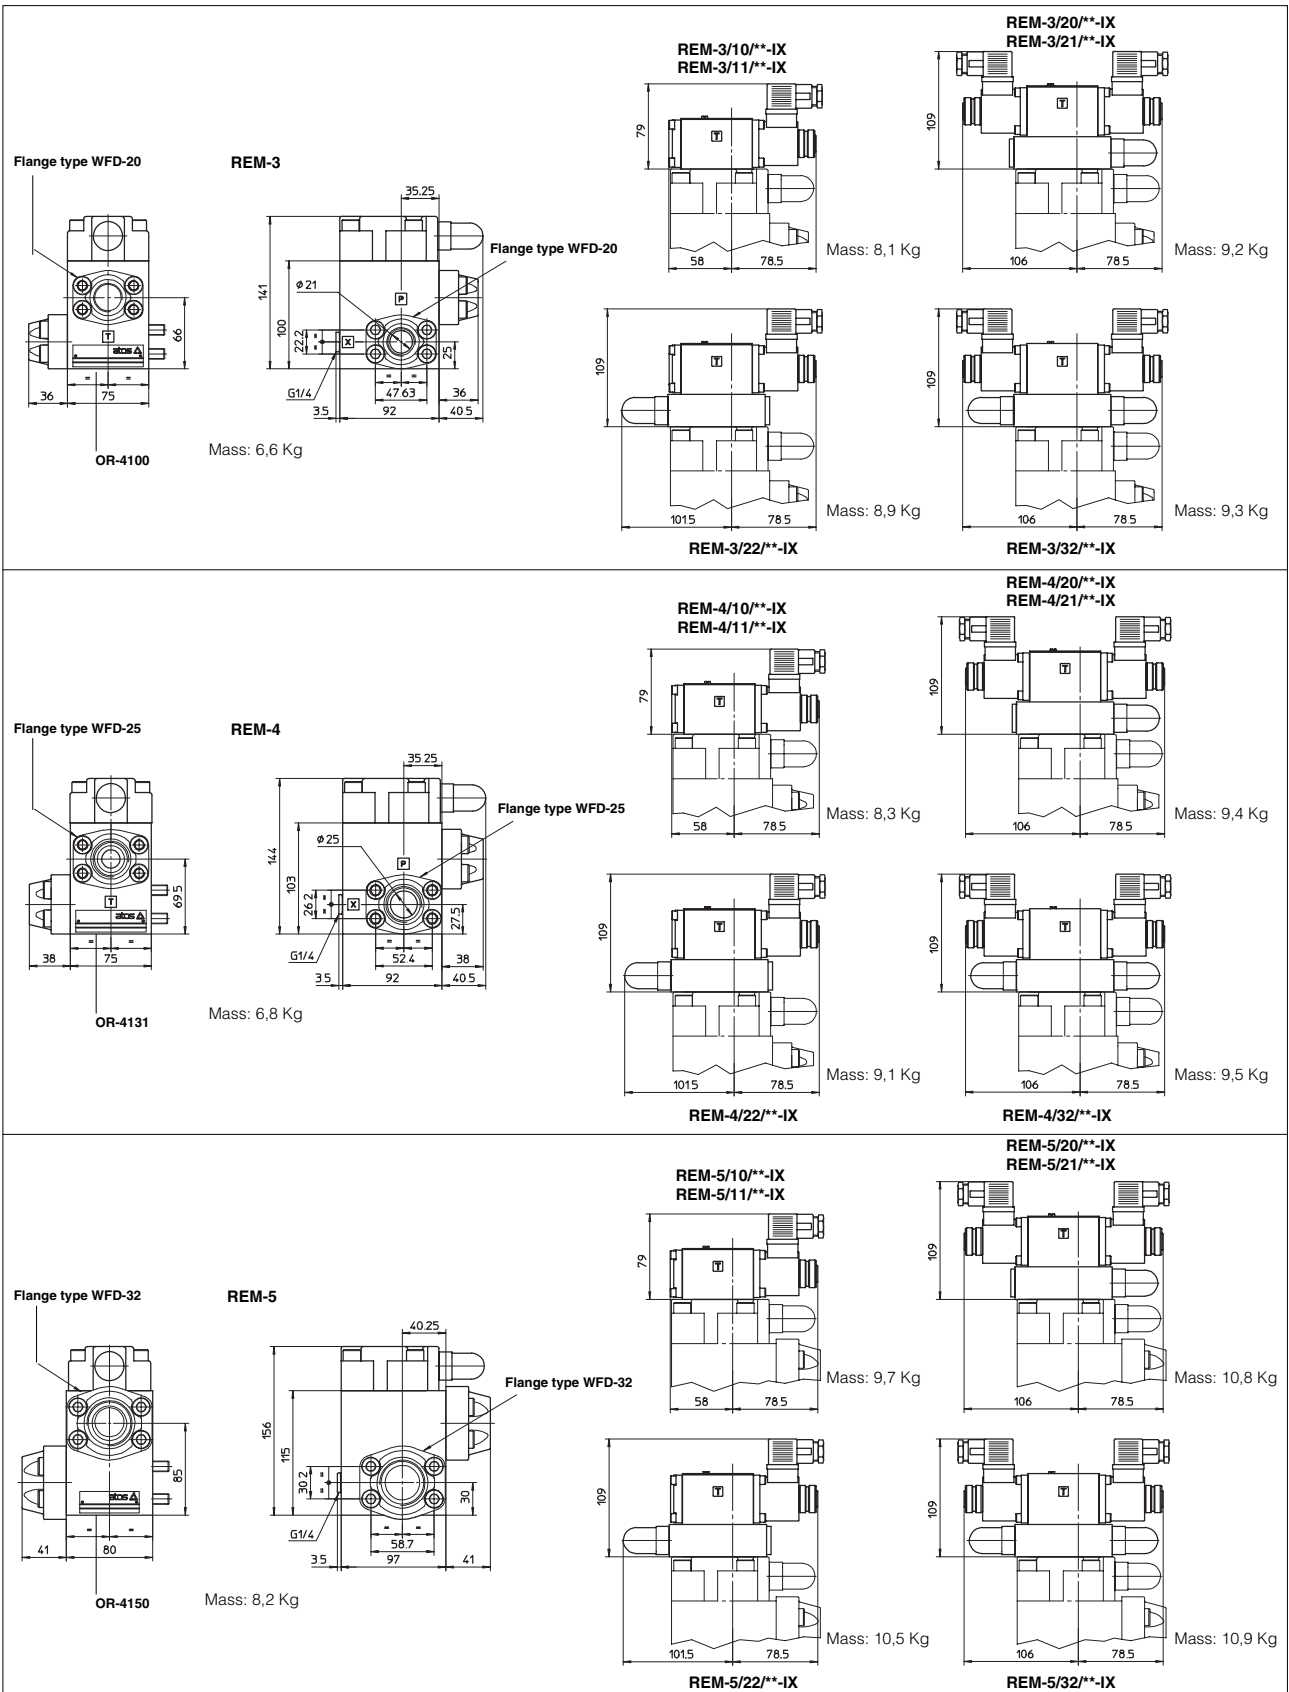 REM-3/10/**-IX
REM-3/11/**-IX
REM-3/20/**-IX
REM-3/21/**-IX
Flange type WFD-20
REM-3
T
atos
66
36
75
OR-4100
35.25
Flange type WFD-20
141
100
ø 21
P
22.2
X
25
G1/4
47.63
36
3.5
92
40.5
Mass: 6,6 Kg
79
T
58
78.5
Mass: 8,1 Kg
109
T
106
78.5
Mass: 9,2 Kg
109
T
101.5
78.5
Mass: 8,9 Kg
REM-3/22/**-IX
109
T
106
78.5
Mass: 9,3 Kg
REM-3/32/**-IX
REM-4/10/**-IX
REM-4/11/**-IX
REM-4/20/**-IX
REM-4/21/**-IX
Flange type WFD-25
REM-4
T
atos
69.5
38
75
OR-4131
35.25
Flange type WFD-25
144
103
ø 25
P
26.2
X
27.5
G1/4
52.4
38
3.5
92
40.5
Mass: 6,8 Kg
79
T
58
78.5
Mass: 8,3 Kg
109
T
106
78.5
Mass: 9,4 Kg
109
T
101.5
78.5
Mass: 9,1 Kg
REM-4/22/**-IX
109
T
106
78.5
Mass: 9,5 Kg
REM-4/32/**-IX
REM-5/10/**-IX
REM-5/11/**-IX
REM-5/20/**-IX
REM-5/21/**-IX
Flange type WFD-32
REM-5
atos
85
41
80
OR-4150
40.25
Flange type WFD-32
156
115
30.2
30
G1/4
58.7
3.5
97
41
Mass: 8,2 Kg
79
T
58
78.5
Mass: 9,7 Kg
109
T
106
78.5
Mass: 10,8 Kg
109
T
101.5
78.5
Mass: 10,5 Kg
REM-5/22/**-IX
109
T
106
78.5
Mass: 10,9 Kg
REM-5/32/**-IX